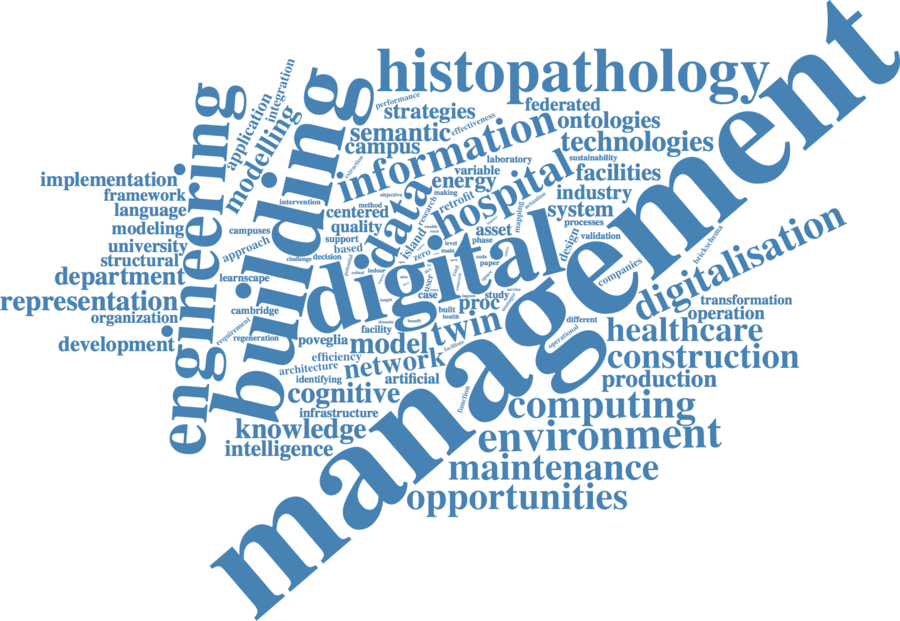 management
histopathology
building
digital
engineering
information
hospital
data
performance
strategies
federated
effectiveness
ontologies
semantic
campus
technologies
laboratory
sustainability
variable
facilities
energy
industry
system
integration
application
modelling
extraction
implementation
framework
language
modeling
university
structural
department
representation
organization
development
intervention
objective
making
retrofit
research
method
centered
quality
support
based
decision
challenge
campuses
approach
learnscape
cambridge
requirement
regeneration
island
zero
level
main
phase
asset
mapping
actuation
processes
design
validation
brickschema
companies
digitalisation
transformation
operation
healthcare
different
operational
construction
production
computing
environment
maintenance
opportunities
function
critical
indoor
user
case
paper
study
proc
built
health
twin
facility
poveglia
model
facilitate
efficiency
architecture
network
identifying
artificial
cognitive
infrastructure
knowledge
intelligence